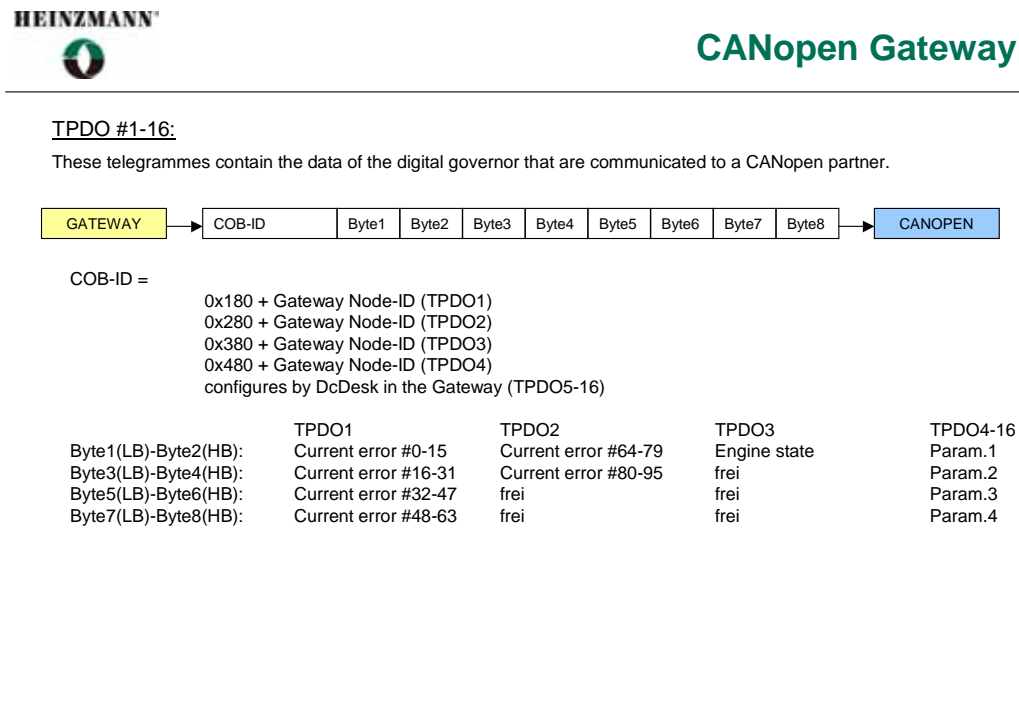 HEINZMANN®
CANopen Gateway
TPDO #1-16:
These telegrammes contain the data of the digital governor that are communicated to a CANopen partner.
GATEWAY COB-ID Byte1 Byte2 Byte3 Byte4 Byte5 Byte6 Byte7 Byte8 CANOPEN
COB-ID =
0x180 + Gateway Node-ID (TPDO1)
0x280 + Gateway Node-ID (TPDO2)
0x380 + Gateway Node-ID (TPDO3)
0x480 + Gateway Node-ID (TPDO4)
configures by DcDesk in the Gateway (TPDO5-16)
TPDO1 TPDO2 TPDO3 TPDO4-16
Byte1(LB)-Byte2(HB): Current error #0-15 Current error #64-79 Engine state Param.1
Byte3(LB)-Byte4(HB): Current error #16-31 Current error #80-95 frei Param.2
Byte5(LB)-Byte6(HB): Current error #32-47 frei frei Param.3
Byte7(LB)-Byte8(HB): Current error #48-63 frei frei Param.4